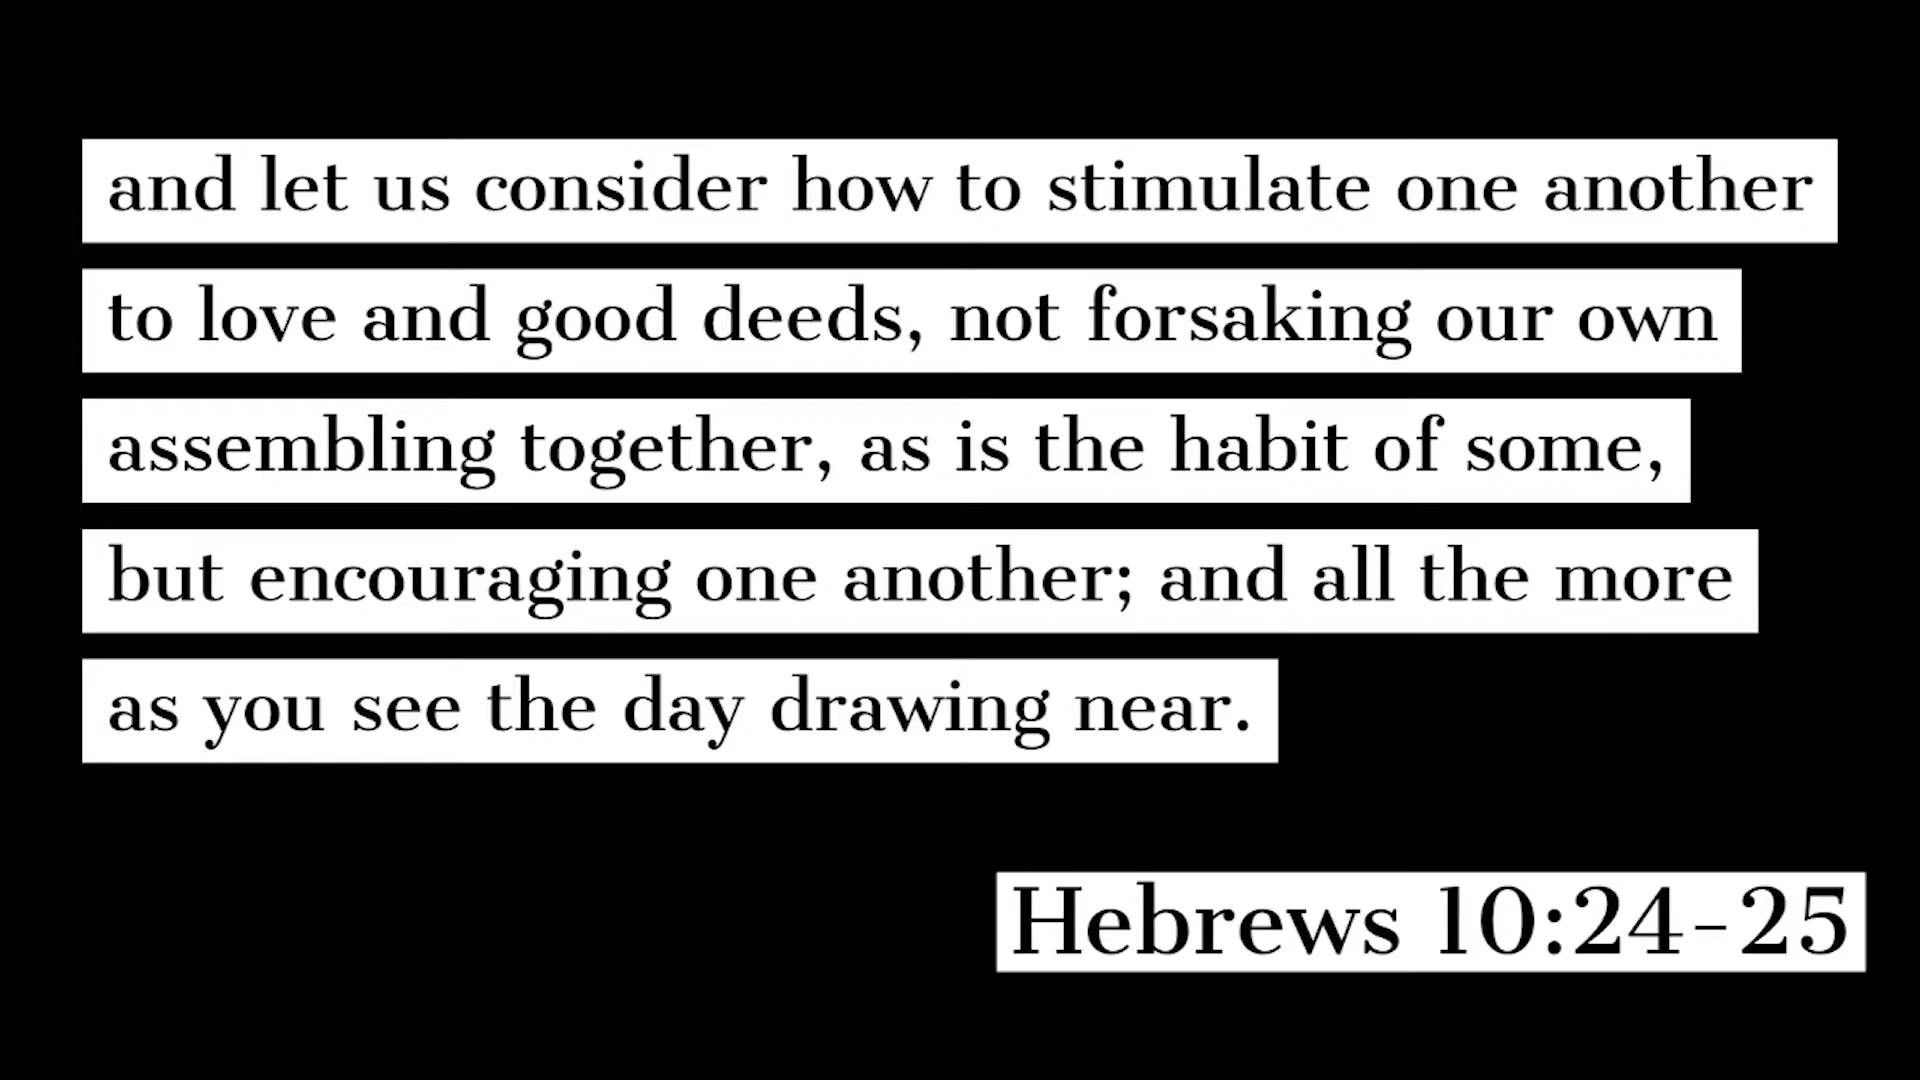 and let us consider how to stimulate one another
to love and good deeds, not forsaking our own
assembling together, as is the habit of some,
but encouraging one another; and all the more
as you see the day drawing near.
Hebrews 10:24-25